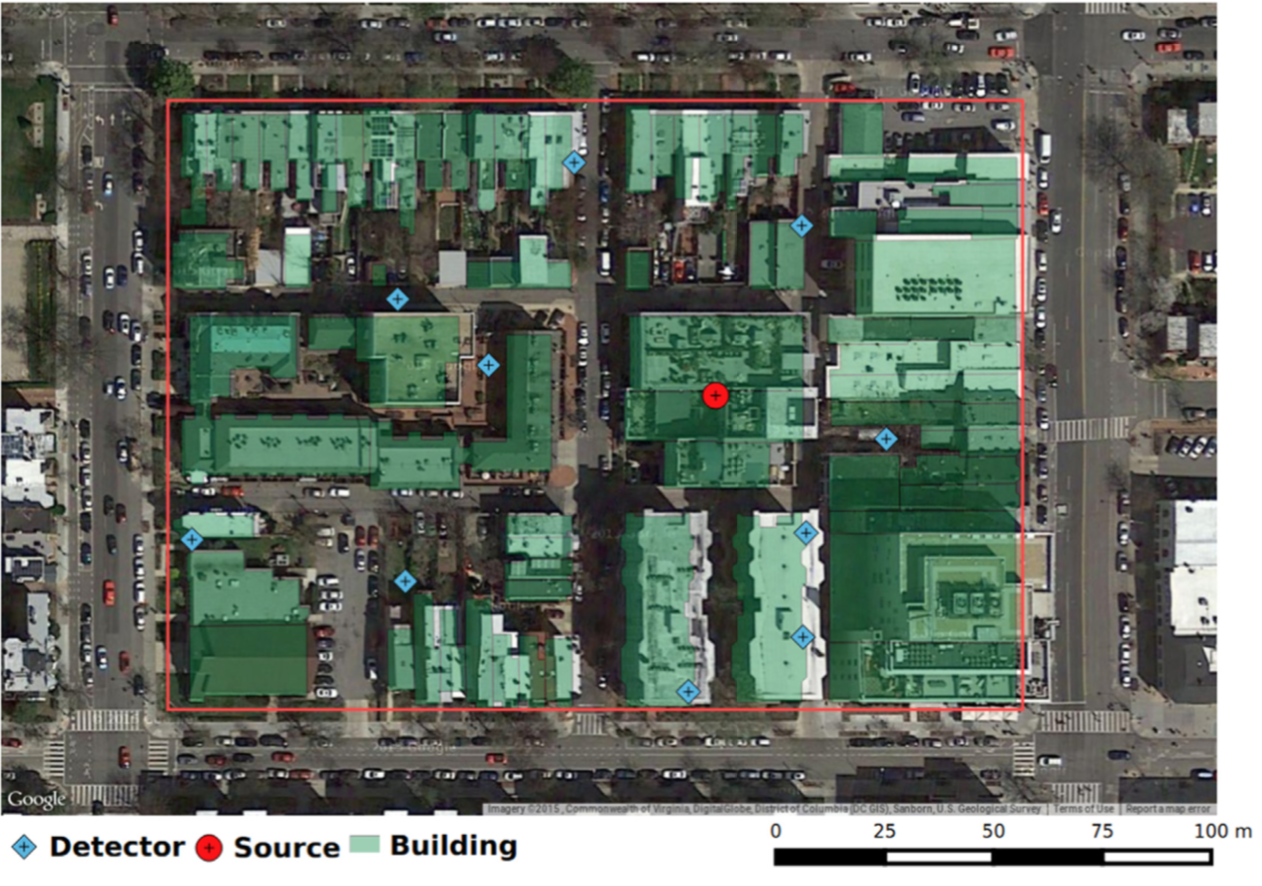 Google
Imagery ©2015, Commonwealth of Virginia, DigitalGlobe, District of Columbia (DC GIS), Sanborn, U.S. Geological Survey | Terms of Use | Report a map error
Detector Source Building
0 25 50 75 100 m